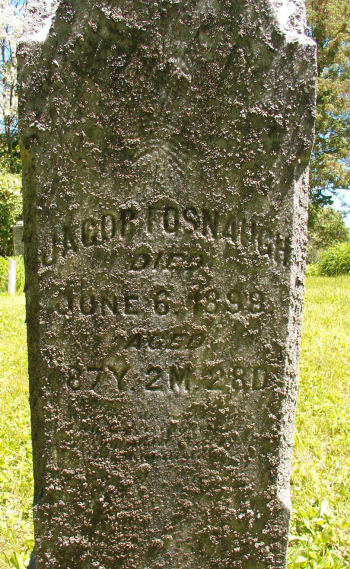 JACOB FOSNAUGH
DIED
JUNE 6, 1898
AGED
87Y. 2M. 28D.